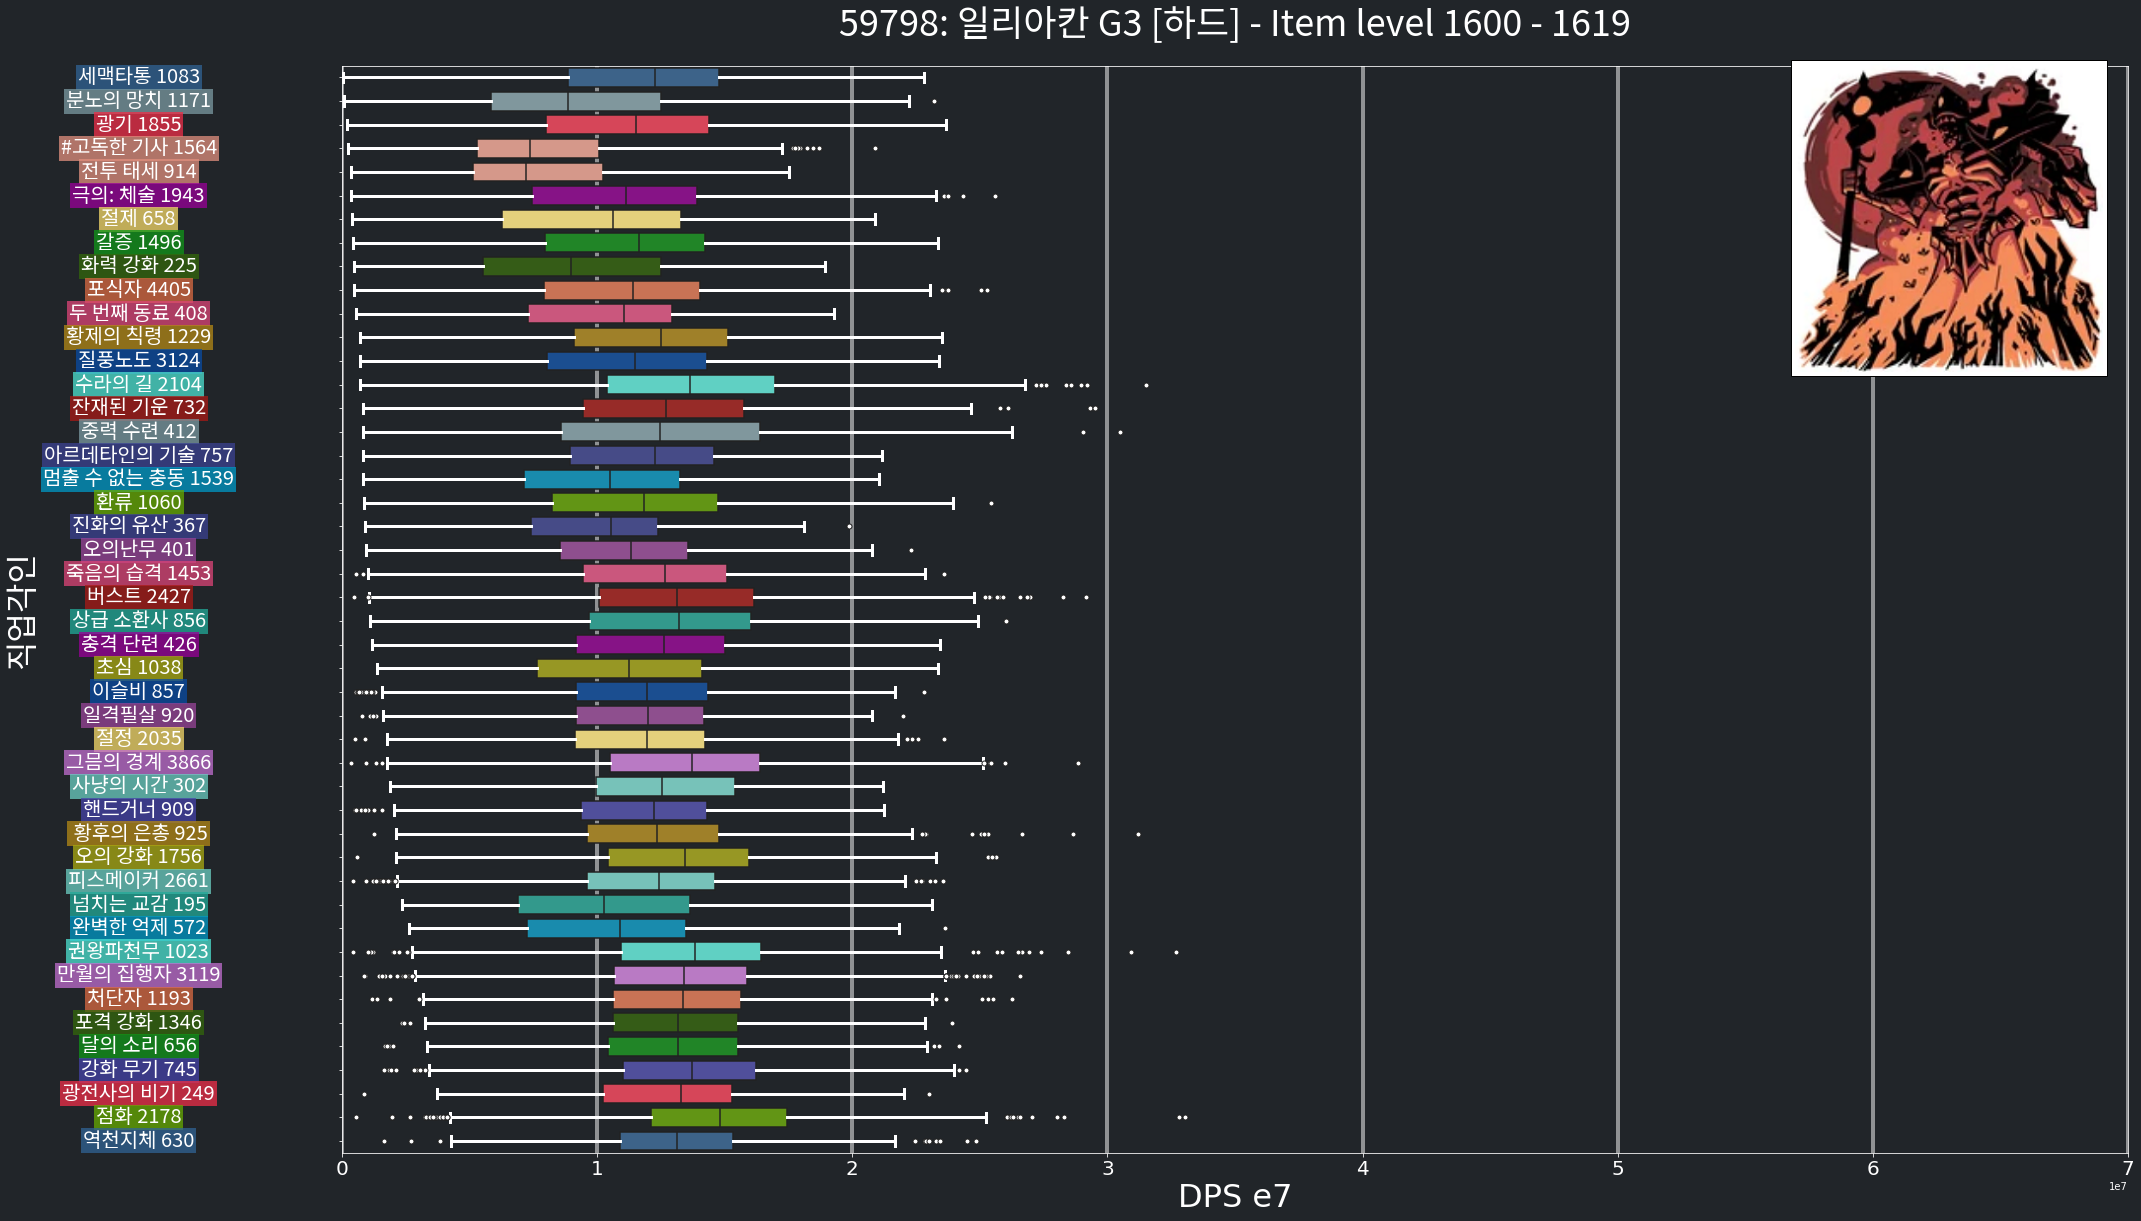 59798: 일리아칸 G3 [하드] - Item level 1600 - 1619
세맥타통 1083
분노의 망치 1171
광기 1855
#고독한 기사 1564
전투 태세 914
극의: 체술 1943
절제 658
갈증 1496
화력 강화 225
포식자 4405
두 번째 동료 408
황제의 칙령 1229
질풍노도 3124
수라의 길 2104
잔재된 기운 732
중력 수련 412
아르데타인의 기술 757
멈출 수 없는 충동 1539
환류 1060
진화의 유산 367
오의난무 401
죽음의 습격 1453
버스트 2427
상급 소환사 856
충격 단련 426
초심 1038
이슬비 857
일격필살 920
절정 2035
그믐의 경계 3866
사냥의 시간 302
핸드거너 909
황후의 은총 925
오의 강화 1756
피스메이커 2661
넘치는 교감 195
완벽한 억제 572
권왕파천무 1023
만월의 집행자 3119
처단자 1193
포격 강화 1346
달의 소리 656
강화 무기 745
광전사의 비기 249
점화 2178
역천지체 630
직업각인
0 1 2 3 4 5 6 7
DPS e7
1e7